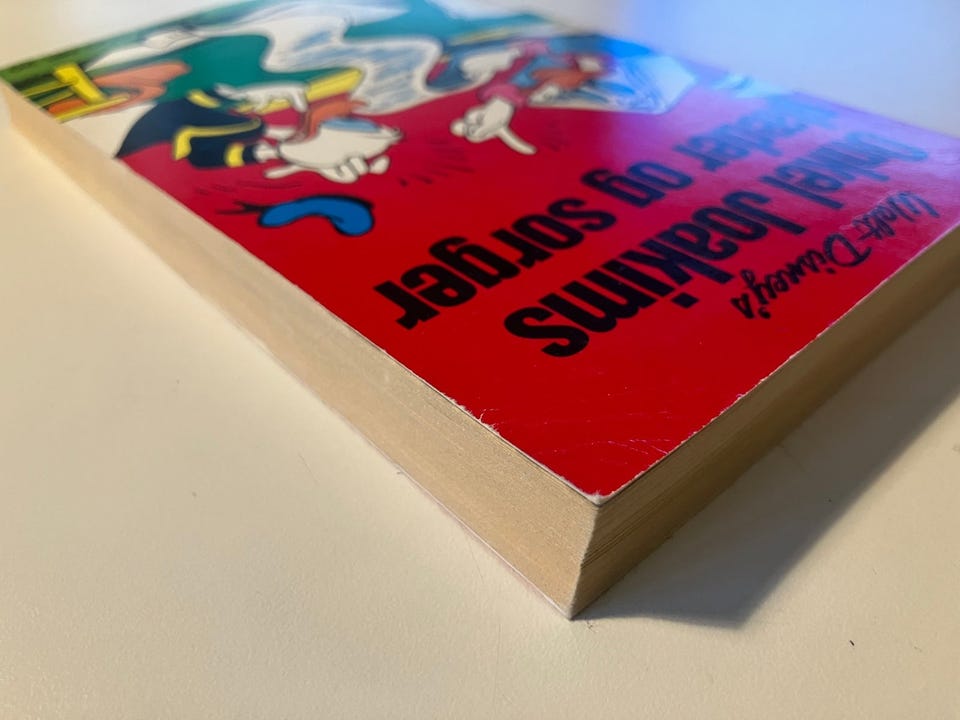 Walt Disney's
onkel Joakims
glæder og sorger